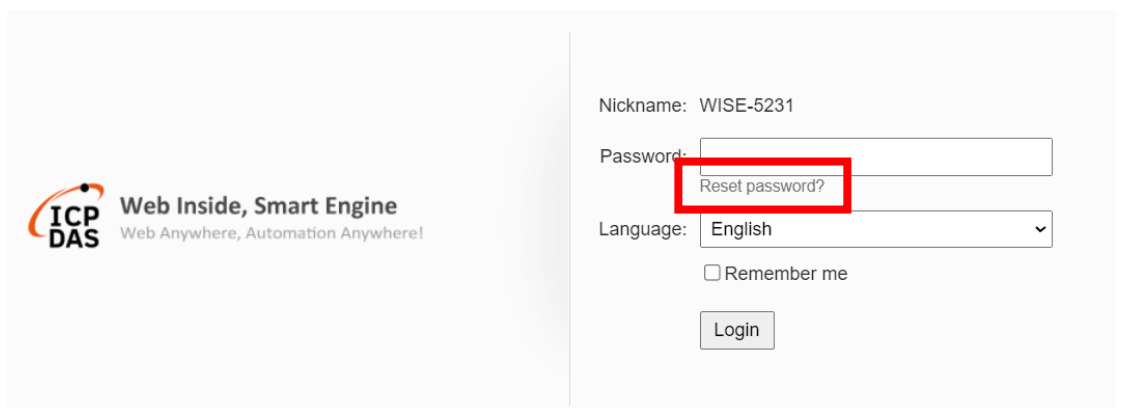 ICP
DAS
Web Inside, Smart Engine
Web Anywhere, Automation Anywhere!
Nickname: WISE-5231
Password:
Reset password?
Language: English
Remember me
Login